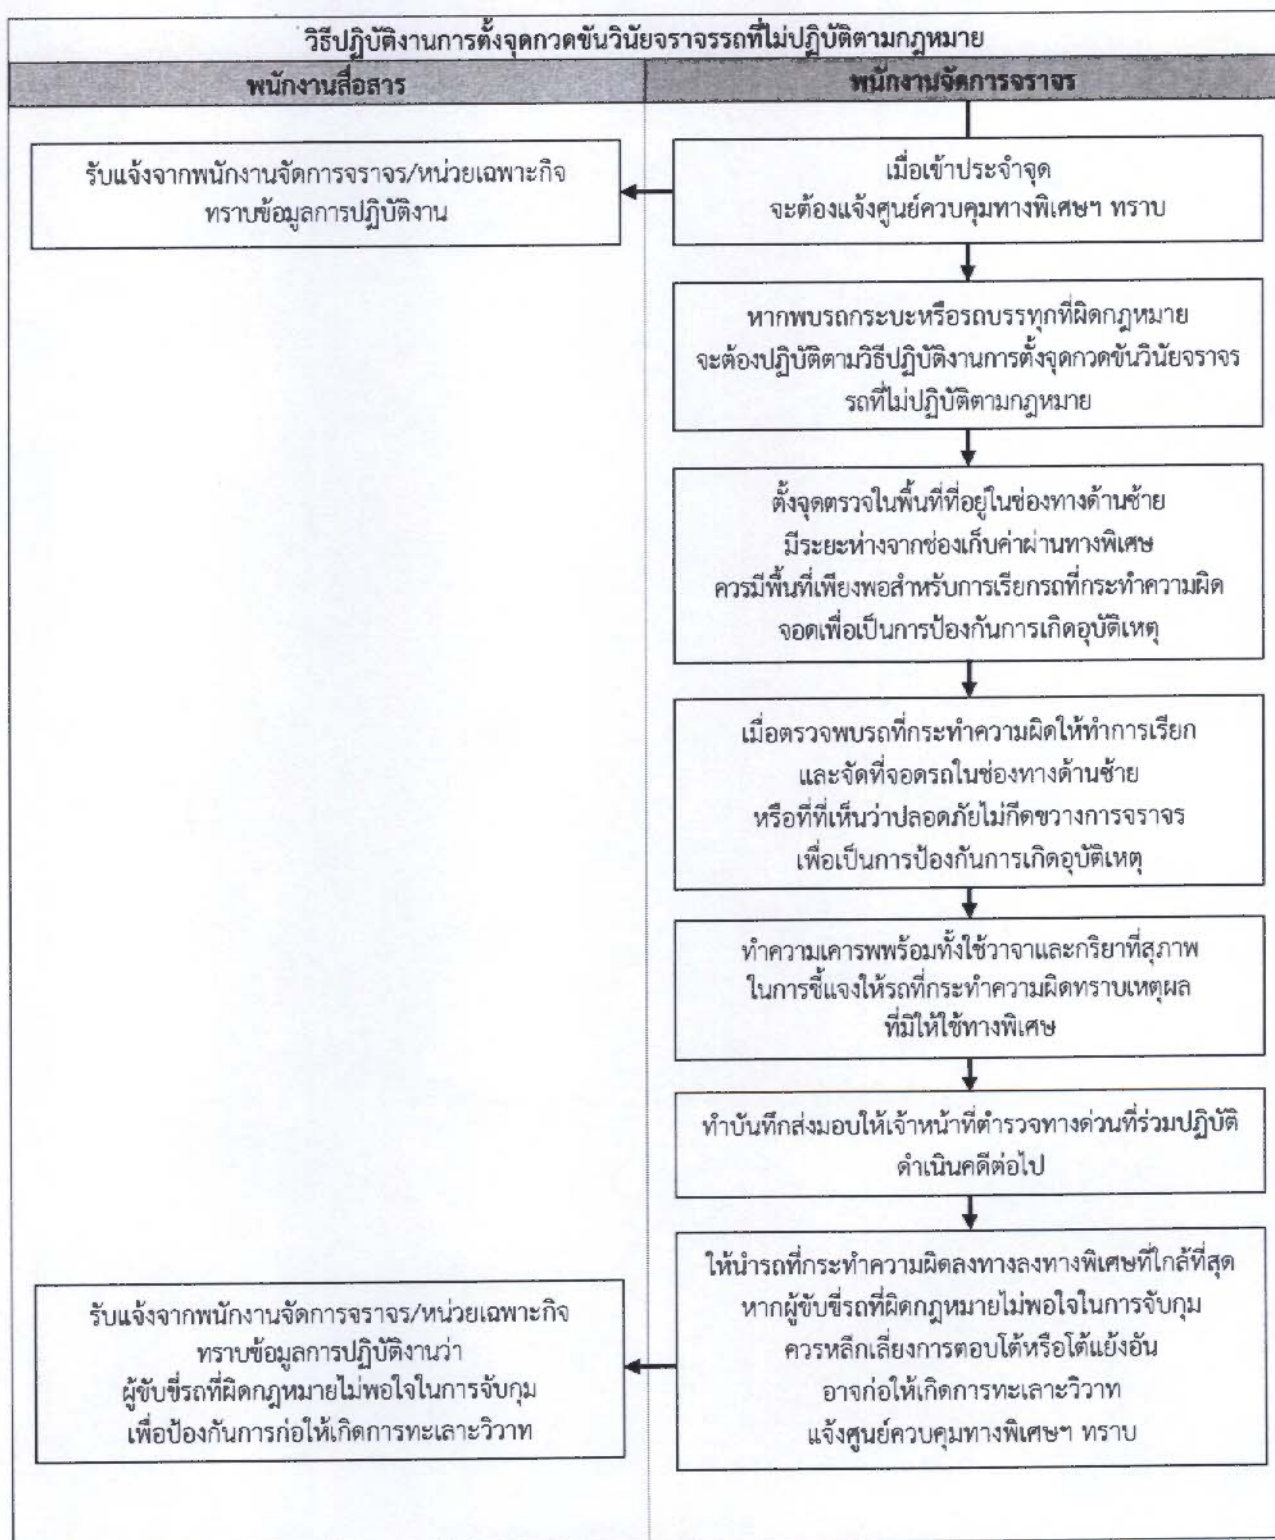 วิธีปฏิบัติงานการตั้งจุดกวดขันวินัยจราจรรถที่ไม่ปฏิบัติตามกฎหมาย
พนักงานสื่อสาร
พนักงานจัดการจราจร
รับแจ้งจากพนักงานจัดการจราจร/หน่วยเฉพาะกิจ
ทราบข้อมูลการปฏิบัติงาน
เมื่อเข้าประจำจุด
จะต้องแจ้งศูนย์ควบคุมทางพิเศษฯ ทราบ
หากพบรถกระบะหรือรถบรรทุกที่ผิดกฎหมาย
จะต้องปฏิบัติตามวิธีปฏิบัติงานการตั้งจุดกวดขันวินัยจราจร
รถที่ไม่ปฏิบัติตามกฎหมาย
ตั้งจุดตรวจในพื้นที่ที่อยู่ในช่องทางด้านซ้าย
มีระยะห่างจากช่องเก็บค่าผ่านทางพิเศษ
ควรมีพื้นที่เพียงพอสำหรับการเรียกรถที่กระทำความผิด
จอดเพื่อเป็นการป้องกันการเกิดอุบัติเหตุ
เมื่อตรวจพบรถที่กระทำความผิดให้ทำการเรียก
และจัดที่จอดรถในช่องทางด้านซ้าย
หรือที่ที่เห็นว่าปลอดภัยไม่กีดขวางการจราจร
เพื่อเป็นการป้องกันการเกิดอุบัติเหตุ
ทำความเคารพพร้อมทั้งใช้วาจาและกริยาที่สุภาพ
ในการชี้แจงให้รถที่กระทำความผิดทราบเหตุผล
ที่มิให้ใช้ทางพิเศษ
ทำบันทึกส่งมอบให้เจ้าหน้าที่ตำรวจทางด่วนที่ร่วมปฏิบัติ
ดำเนินคดีต่อไป
ให้นำรถที่กระทำความผิดลงทางลงทางพิเศษที่ใกล้ที่สุด
หากผู้ขับขี่รถที่ผิดกฎหมายไม่พอใจในการจับกุม
ควรหลีกเลี่ยงการตอบโต้หรือโต้แย้งอัน
อาจก่อให้เกิดการทะเลาะวิวาท
แจ้งศูนย์ควบคุมทางพิเศษฯ ทราบ
รับแจ้งจากพนักงานจัดการจราจร/หน่วยเฉพาะกิจ
ทราบข้อมูลการปฏิบัติงานว่า
ผู้ขับขี่รถที่ผิดกฎหมายไม่พอใจในการจับกุม
เพื่อป้องกันการก่อให้เกิดการทะเลาะวิวาท